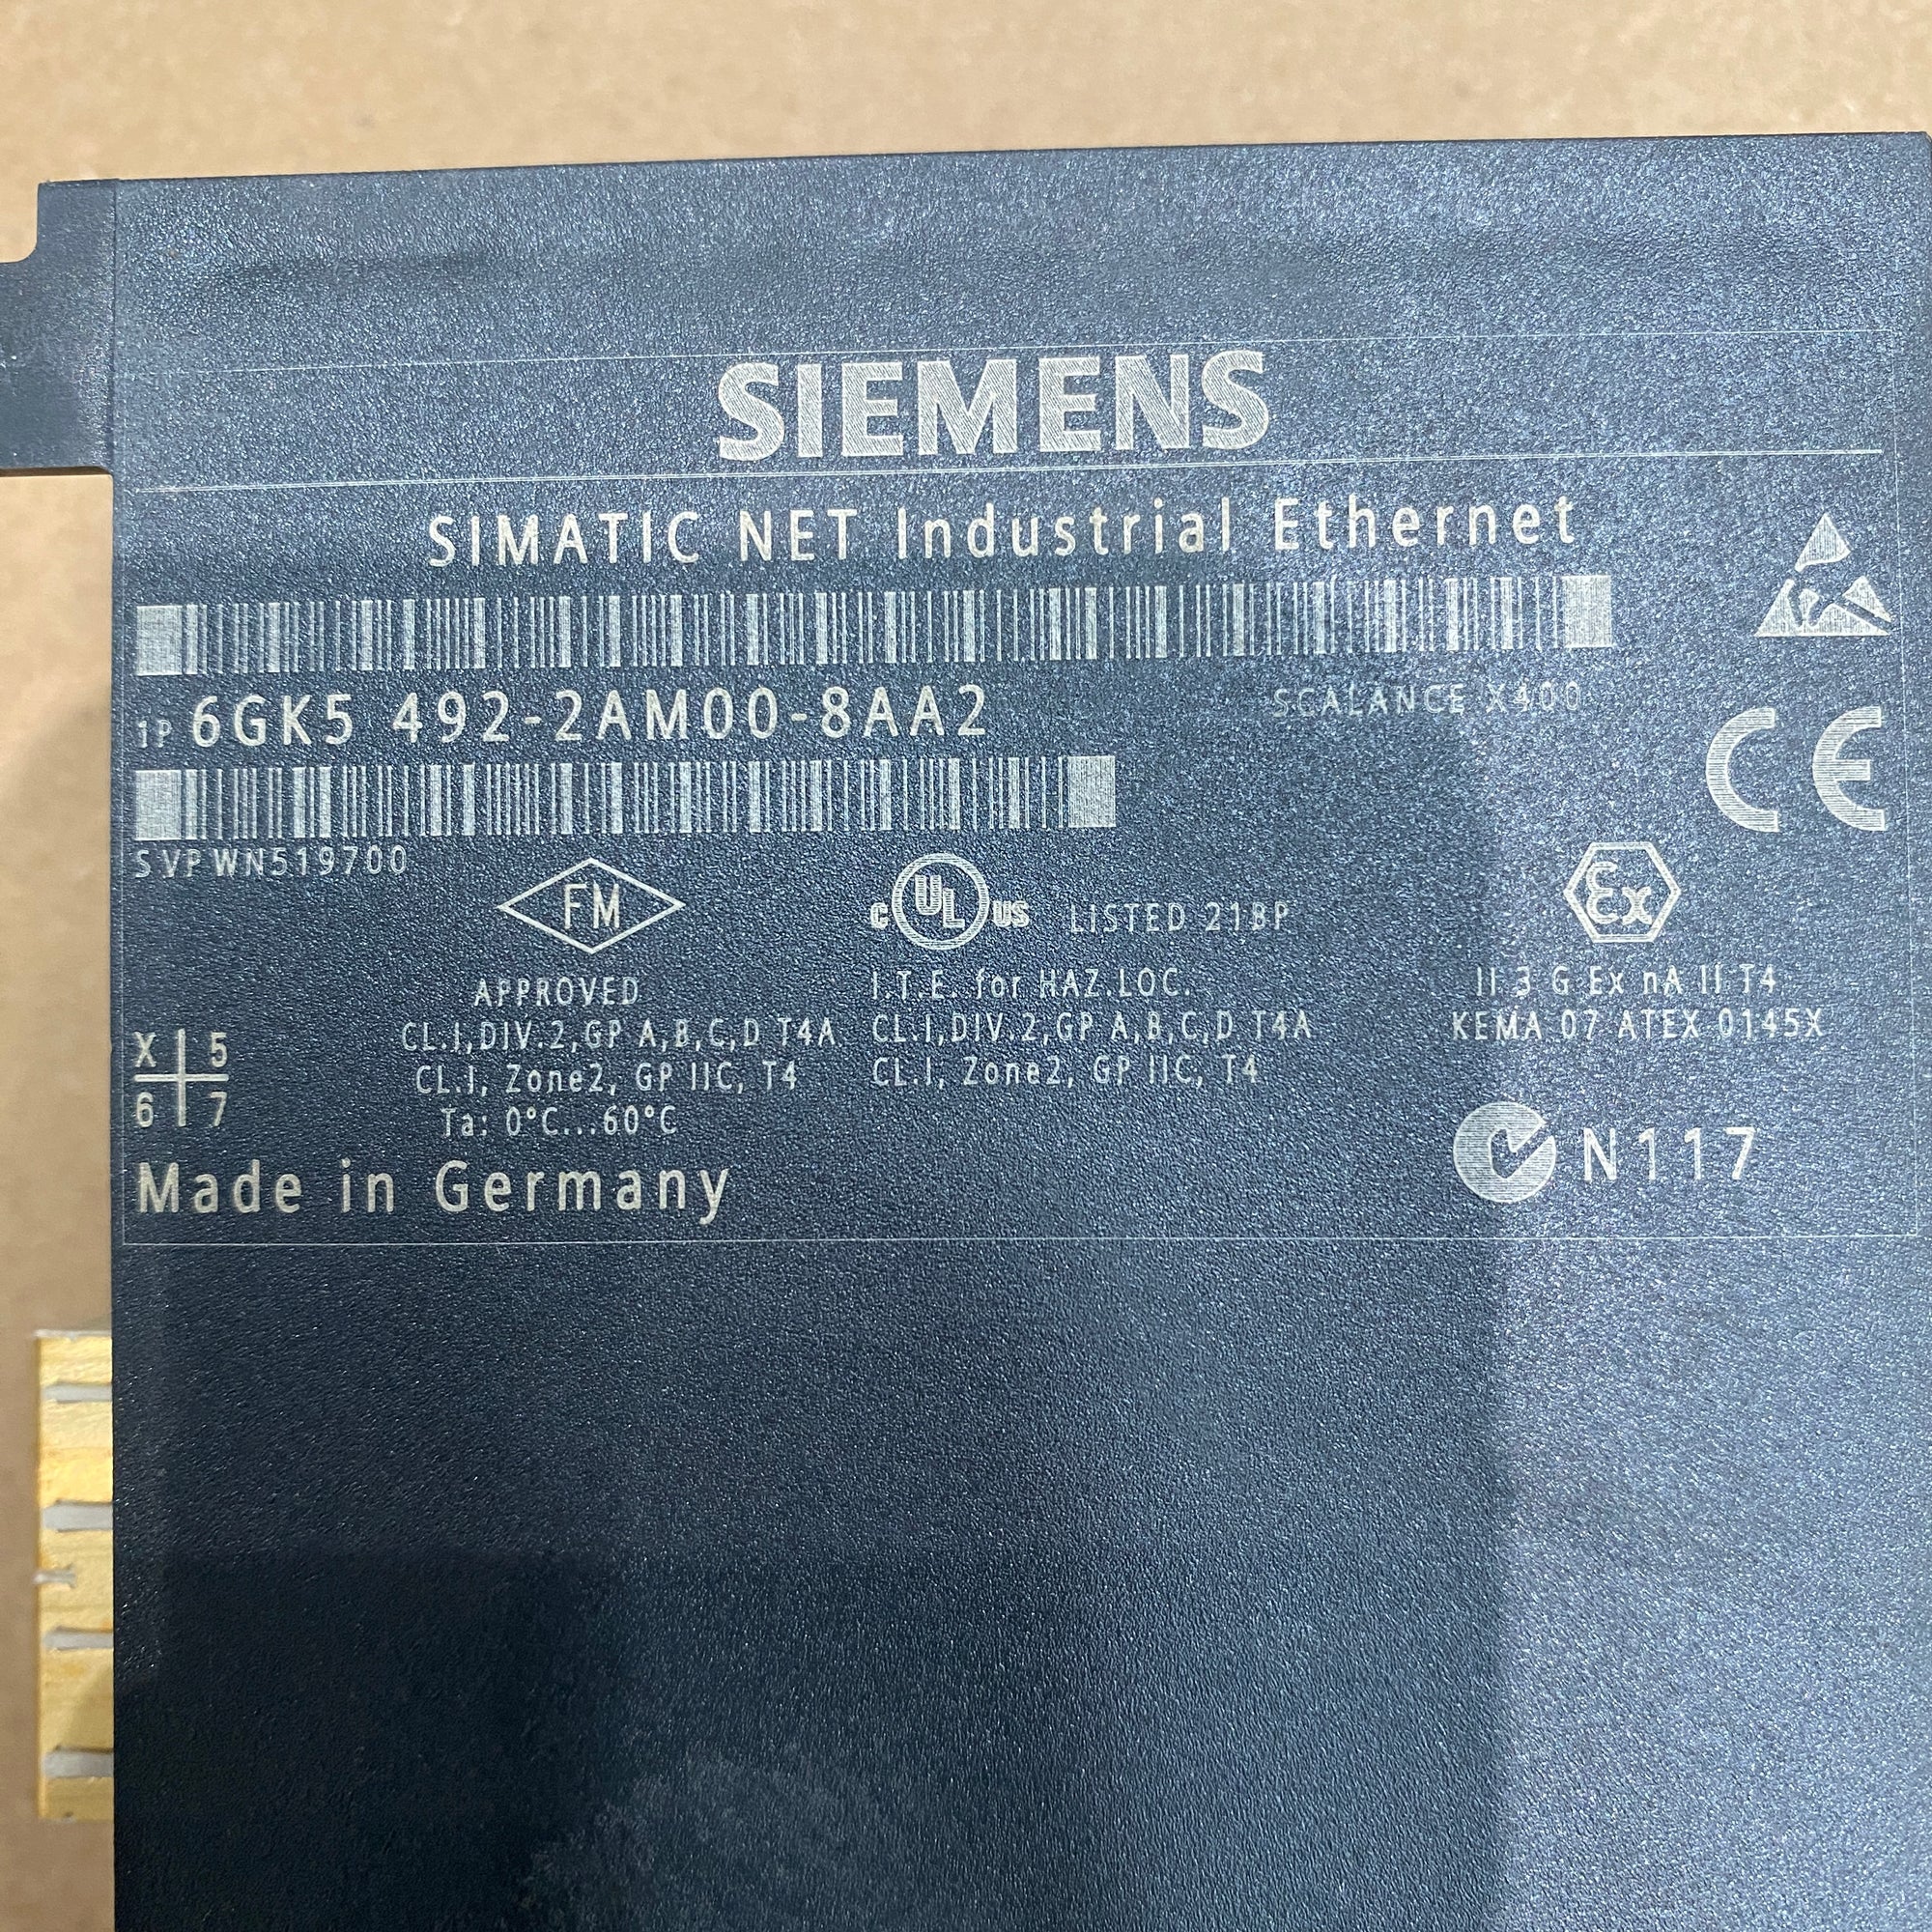 SIEMENS
SIMATIC NET Industrial Ethernet
1P 6GK5 492-2AM00-8AA2
SCALANCE X400
CE
S VPWN519700
FM
APPROVED
CL.I,DIV.2,GP A,B,C,D T4A
CL.I, Zone2, GP IIC, T4
Ta: 0°C...60°C
C UL US LISTED 21BP
I.T.E. for HAZ.LOC.
CL.I,DIV.2,GP A,B,C,D T4A
CL.I, Zone2, GP IIC, T4
Ex
II 3 G Ex nA II T4
KEMA 07 ATEX 0145X
X 5
6 7
N117
Made in Germany